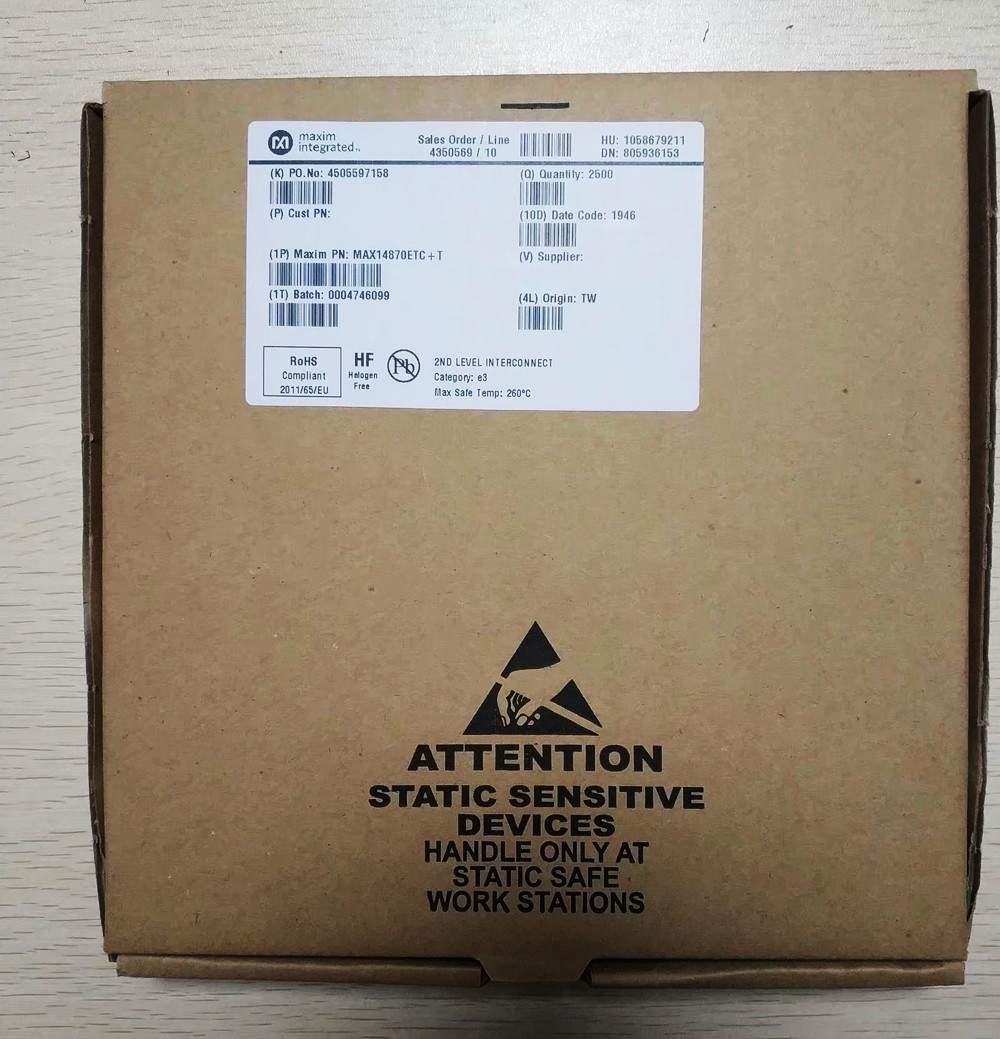 maxim
integrated™
Sales Order / Line
4350569 / 10
HU: 1058679211
DN: 805936153
(K) PO.No: 4505597158
(Q) Quantity: 2500
(P) Cust PN:
(10D) Date Code: 1946
(1P) Maxim PN: MAX14870ETC+T
(V) Supplier:
(1T) Batch: 0004746099
(4L) Origin: TW
RoHS
Compliant
2011/65/EU
HF
Halogen
Free
Pb
2ND LEVEL INTERCONNECT
Category: e3
Max Safe Temp: 260°C
ATTENTION
STATIC SENSITIVE
DEVICES
HANDLE ONLY AT
STATIC SAFE
WORK STATIONS